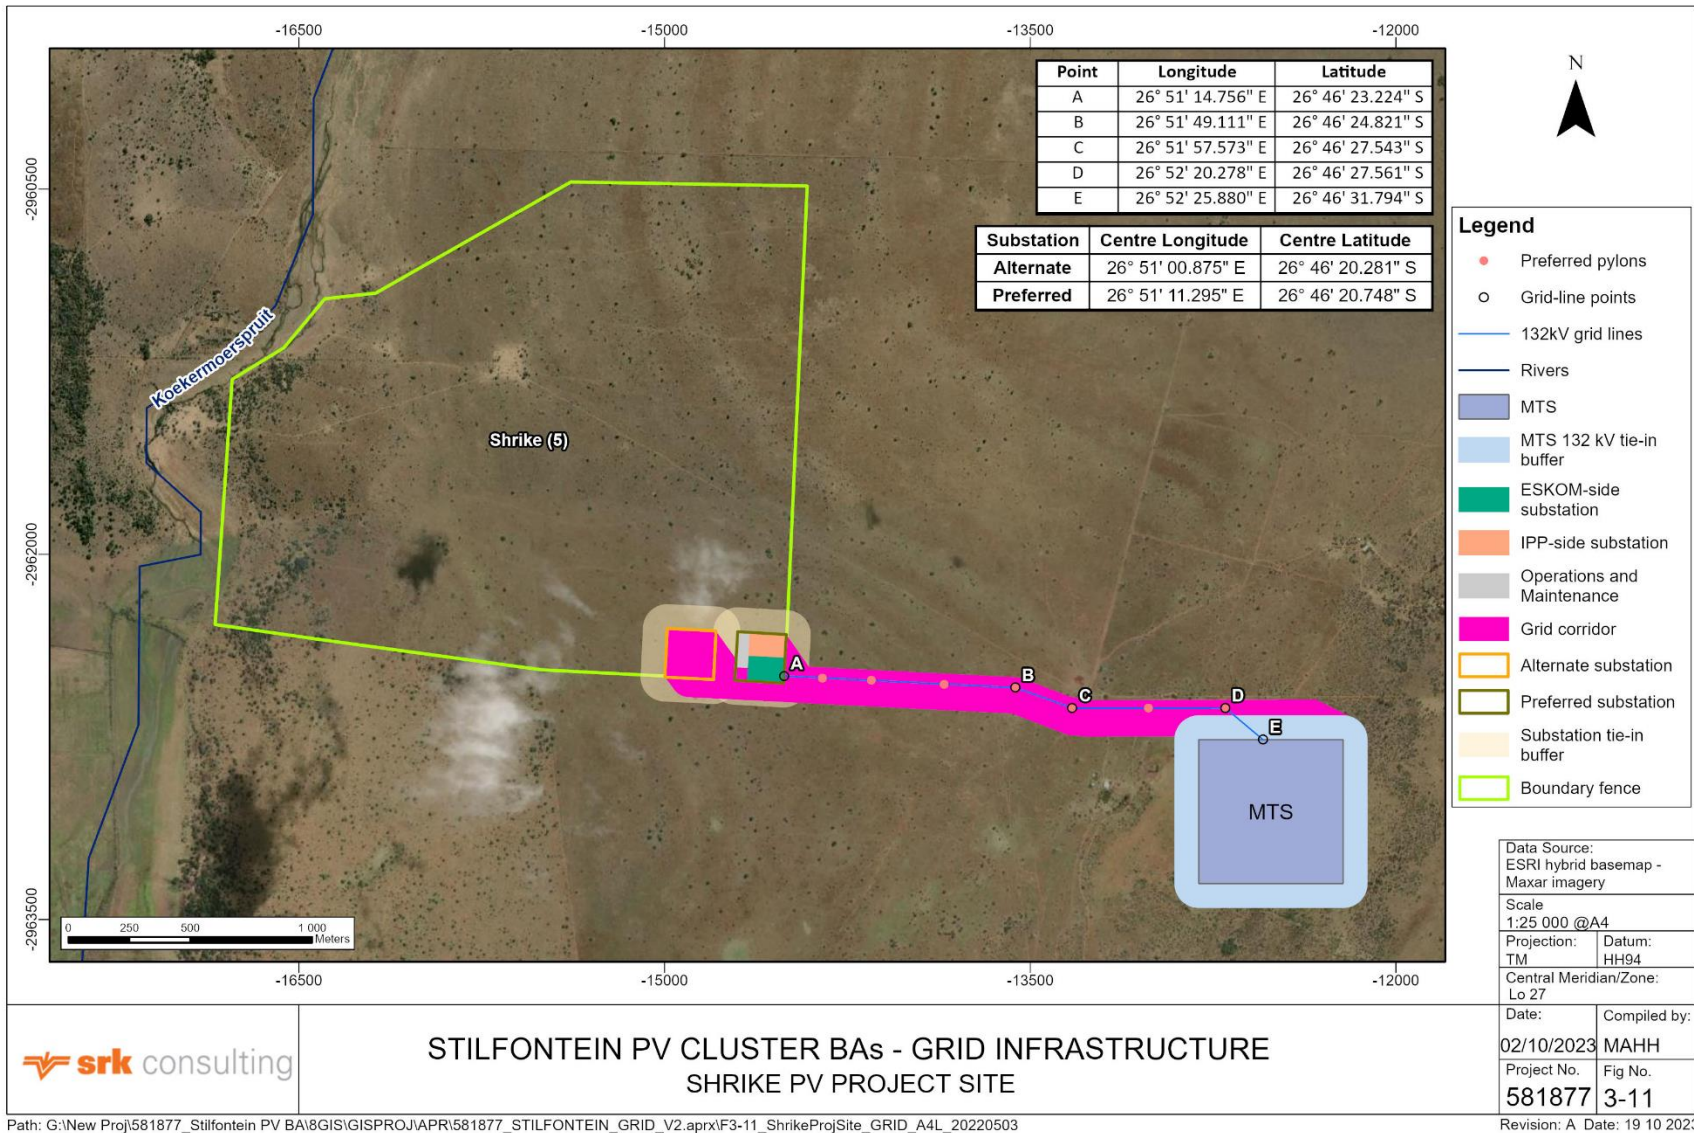 -16500 -15000 -13500 -12000
Point Longitude Latitude
A 26° 51' 14.756" E 26° 46' 23.224" S
B 26° 51' 49.111" E 26° 46' 24.821" S
C 26° 51' 57.573" E 26° 46' 27.543" S
D 26° 52' 20.278" E 26° 46' 27.561" S
E 26° 52' 25.880" E 26° 46' 31.794" S
Substation Centre Longitude Centre Latitude
Alternate 26° 51' 00.875" E 26° 46' 20.281" S
Preferred 26° 51' 11.295" E 26° 46' 20.748" S
N
-2960500
-2962000
-2963500
Koekermoerspruit
Shrike (5)
A
B
C
D
E
MTS
0 250 500 1 000
Meters
-16500 -15000 -13500 -12000
Legend
Preferred pylons
Grid-line points
132kV grid lines
Rivers
MTS
MTS 132 kV tie-in
buffer
ESKOM-side
substation
IPP-side substation
Operations and
Maintenance
Grid corridor
Alternate substation
Preferred substation
Substation tie-in
buffer
Boundary fence
Data Source:
ESRI hybrid basemap -
Maxar imagery
Scale
1:25 000 @A4
Projection: Datum:
TM HH94
Central Meridian/Zone:
Lo 27
Date: Compiled by:
02/10/2023 MAHH
Project No. Fig No.
581877 3-11
srk consulting
STILFONTEIN PV CLUSTER BAs - GRID INFRASTRUCTURE
SHRIKE PV PROJECT SITE
Path: G:\New Proj\581877_Stilfontein PV BA\8GIS\GISPROJ\APR\581877_STILFONTEIN_GRID_V2.aprx\F3-11_ShrikeProjSite_GRID_A4L_20220503
Revision: A Date: 19 10 2023